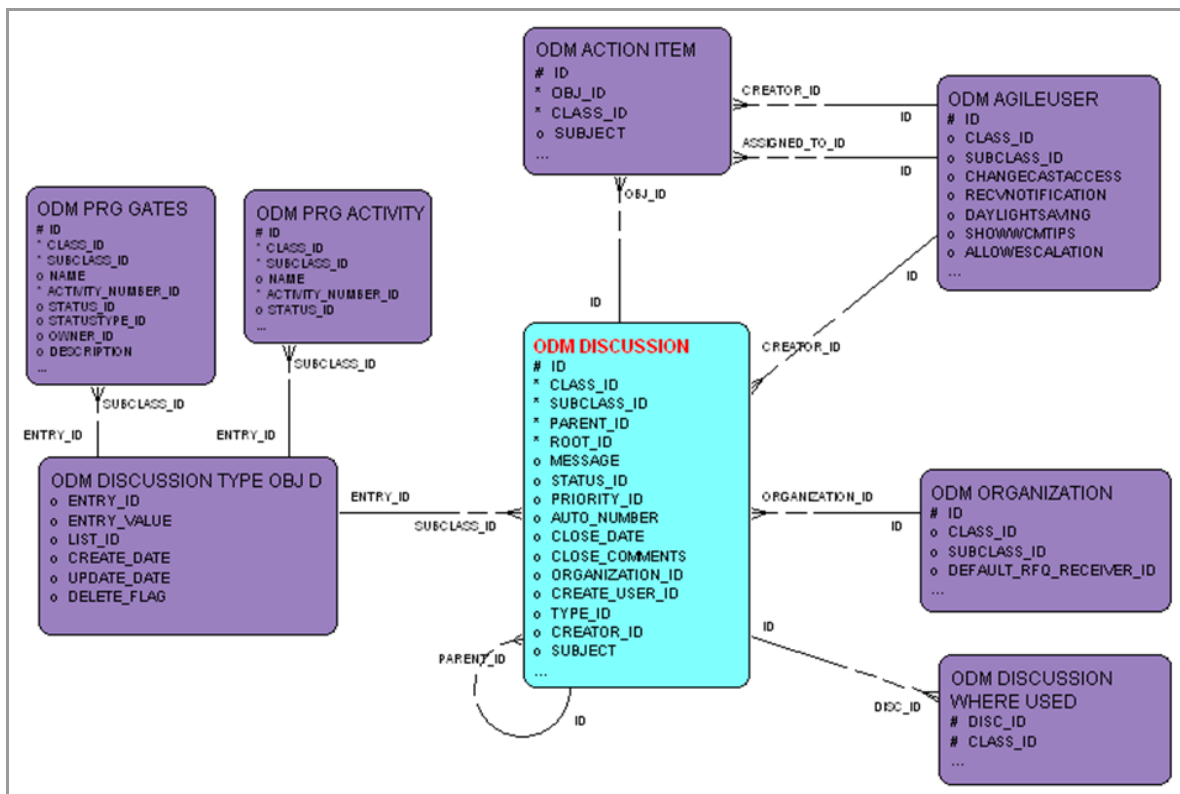 ODM ACTION ITEM
# ID
* OBJ_ID
* CLASS_ID
o SUBJECT
...
CREATOR_ID
ID
ASSIGNED_TO_ID
ID
OBJ_ID
ID
ODM AGILEUSER
# ID
o CLASS_ID
o SUBCLASS_ID
o CHANGECASTACCESS
o RECVNOTIFICATION
o DAYLIGHTSAVING
o SHOWWCMTIPS
o ALLOWESCALATION
...
ID
CREATOR_ID
ODM PRG GATES
# ID
* CLASS_ID
* SUBCLASS_ID
o NAME
* ACTIVITY_NUMBER_ID
o STATUS_ID
o STATUSTYPE_ID
o OWNER_ID
o DESCRIPTION
...
SUBCLASS_ID
ENTRY_ID
ODM PRG ACTIVITY
# ID
* CLASS_ID
* SUBCLASS_ID
o NAME
* ACTIVITY_NUMBER_ID
o STATUS_ID
...
SUBCLASS_ID
ENTRY_ID
ODM DISCUSSION TYPE OBJ D
o ENTRY_ID
o ENTRY_VALUE
o LIST_ID
o CREATE_DATE
o UPDATE_DATE
o DELETE_FLAG
ENTRY_ID
SUBCLASS_ID
ODM DISCUSSION
# ID
* CLASS_ID
* SUBCLASS_ID
* PARENT_ID
* ROOT_ID
o MESSAGE
o STATUS_ID
o PRIORITY_ID
o AUTO_NUMBER
o CLOSE_DATE
o CLOSE_COMMENTS
o ORGANIZATION_ID
o CREATE_USER_ID
o TYPE_ID
o CREATOR_ID
o SUBJECT
...
PARENT_ID
ID
ORGANIZATION_ID
ID
ODM ORGANIZATION
# ID
o CLASS_ID
o SUBCLASS_ID
o DEFAULT_RFQ_RECEIVER_ID
...
ID
DISC_ID
ODM DISCUSSION
WHERE USED
# DISC_ID
# CLASS_ID
...